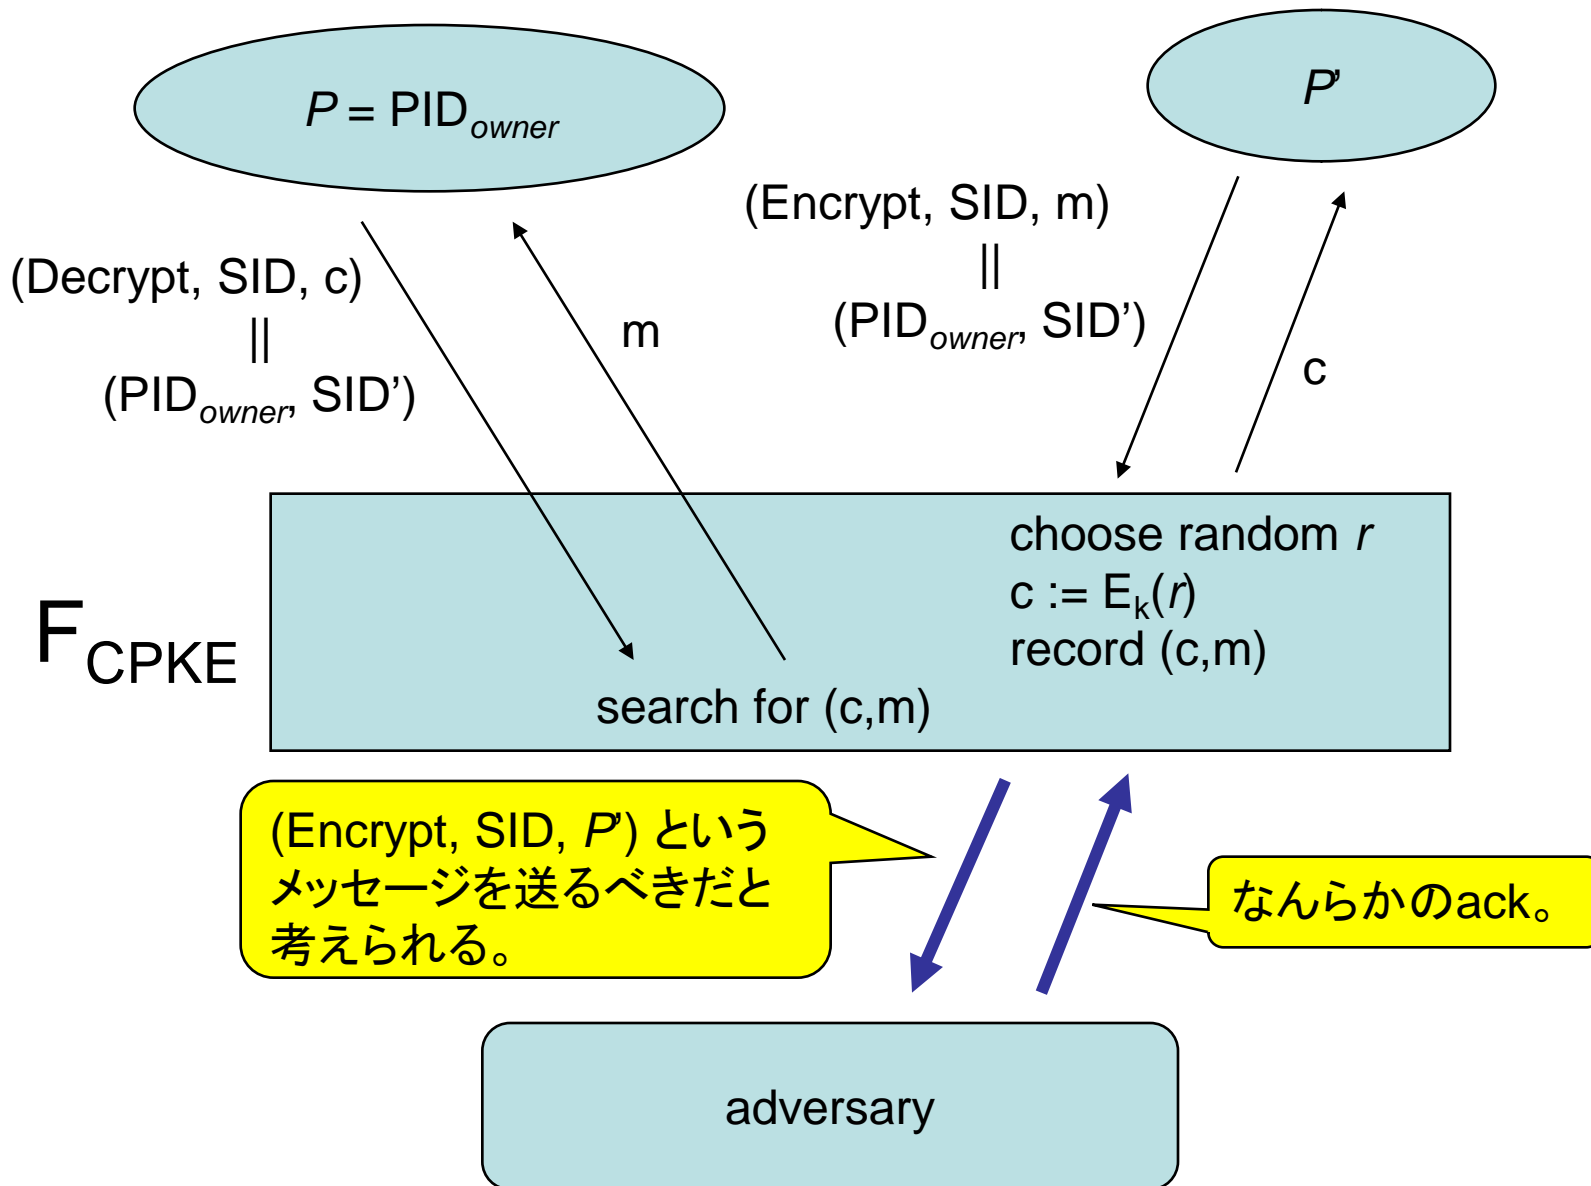 P = PIDowner
P'
(Encrypt, SID, m)
||
(PIDowner, SID')
(Decrypt, SID, c)
||
(PIDowner, SID')
m
c
FCPKE
choose random r
c := Ek(r)
record (c,m)
search for (c,m)
(Encrypt, SID, P') という
メッセージを送るべきだと
考えられる。
なんらかのack。
adversary